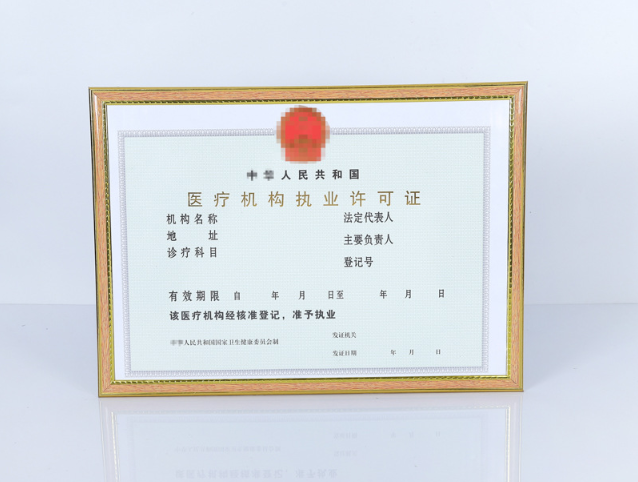 中华人民共和国
医疗机构执业许可证
机构名称 法定代表人
地址 主要负责人
诊疗科目 登记号
有效期限 自 年 月 日至 年 月 日
该医疗机构经核准登记，准予执业
中华人民共和国国家卫生健康委员会制
发证机关
发证日期 年 月 日